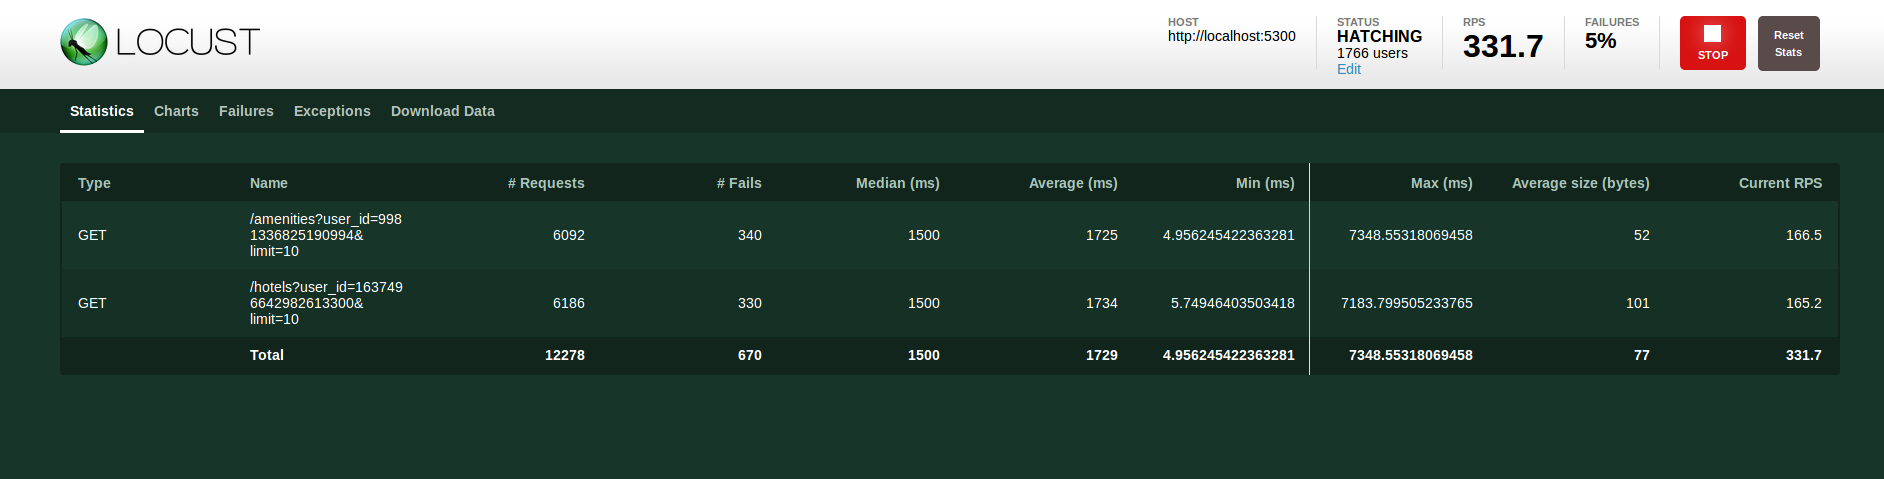 LOCUST
HOST
http://localhost:5300
STATUS
HATCHING
1766 users
Edit
RPS
331.7
FAILURES
5%
STOP
Reset
Stats
Statistics Charts Failures Exceptions Download Data
Type Name # Requests # Fails Median (ms) Average (ms) Min (ms) Max (ms) Average size (bytes) Current RPS
/amenities?user_id=998
GET 1336825190994& 6092 340 1500 1725 4.956245422363281 7348.55318069458 52 166.5
limit=10
/hotels?user_id=163749
GET 6642982613300& 6186 330 1500 1734 5.74946403503418 7183.799505233765 101 165.2
limit=10
Total 12278 670 1500 1729 4.956245422363281 7348.55318069458 77 331.7